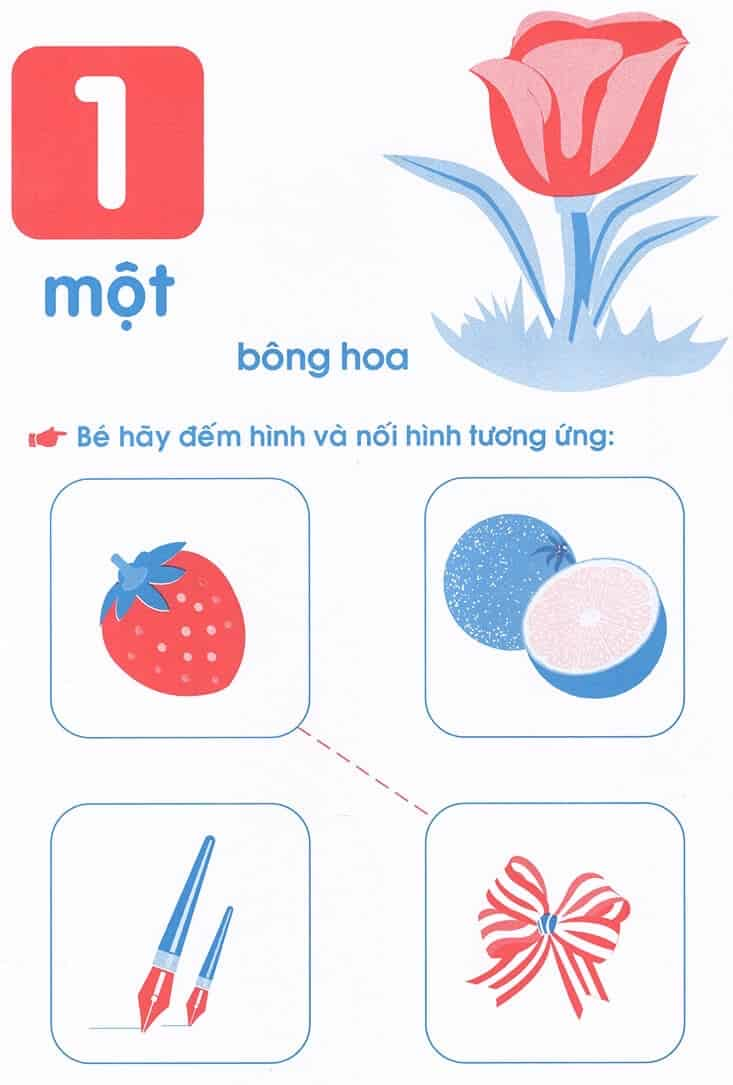 1
một
bông hoa
Bé hãy đếm hình và nối hình tương ứng: